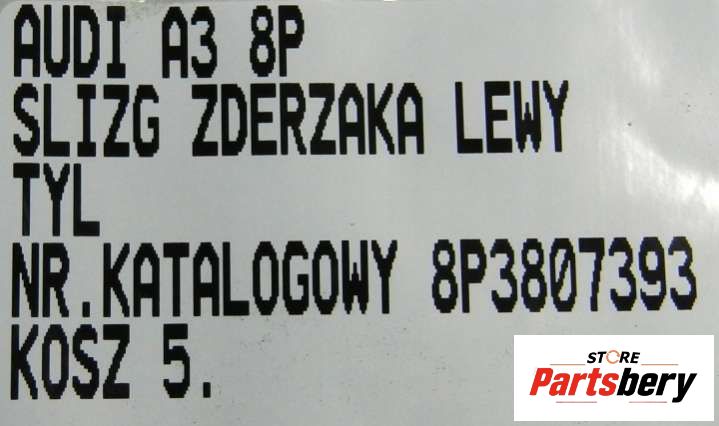 AUDI A3 8P
SLIZG ZDERZAKA LEWY
TYL
NR.KATALOGOWY 8P3807393
KOSZ 5.
STORE
Partsbery